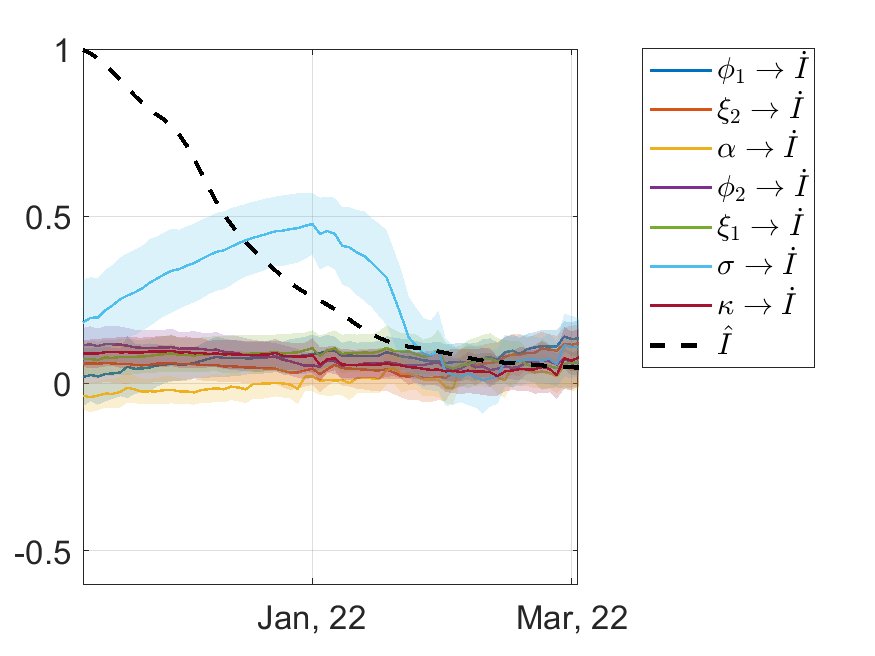 1
0.5
0
-0.5
Jan, 22
Mar, 22
ϕ₁ → İ
ξ₂ → İ
α → İ
ϕ₂ → İ
ξ₁ → İ
σ → İ
κ → İ
Î